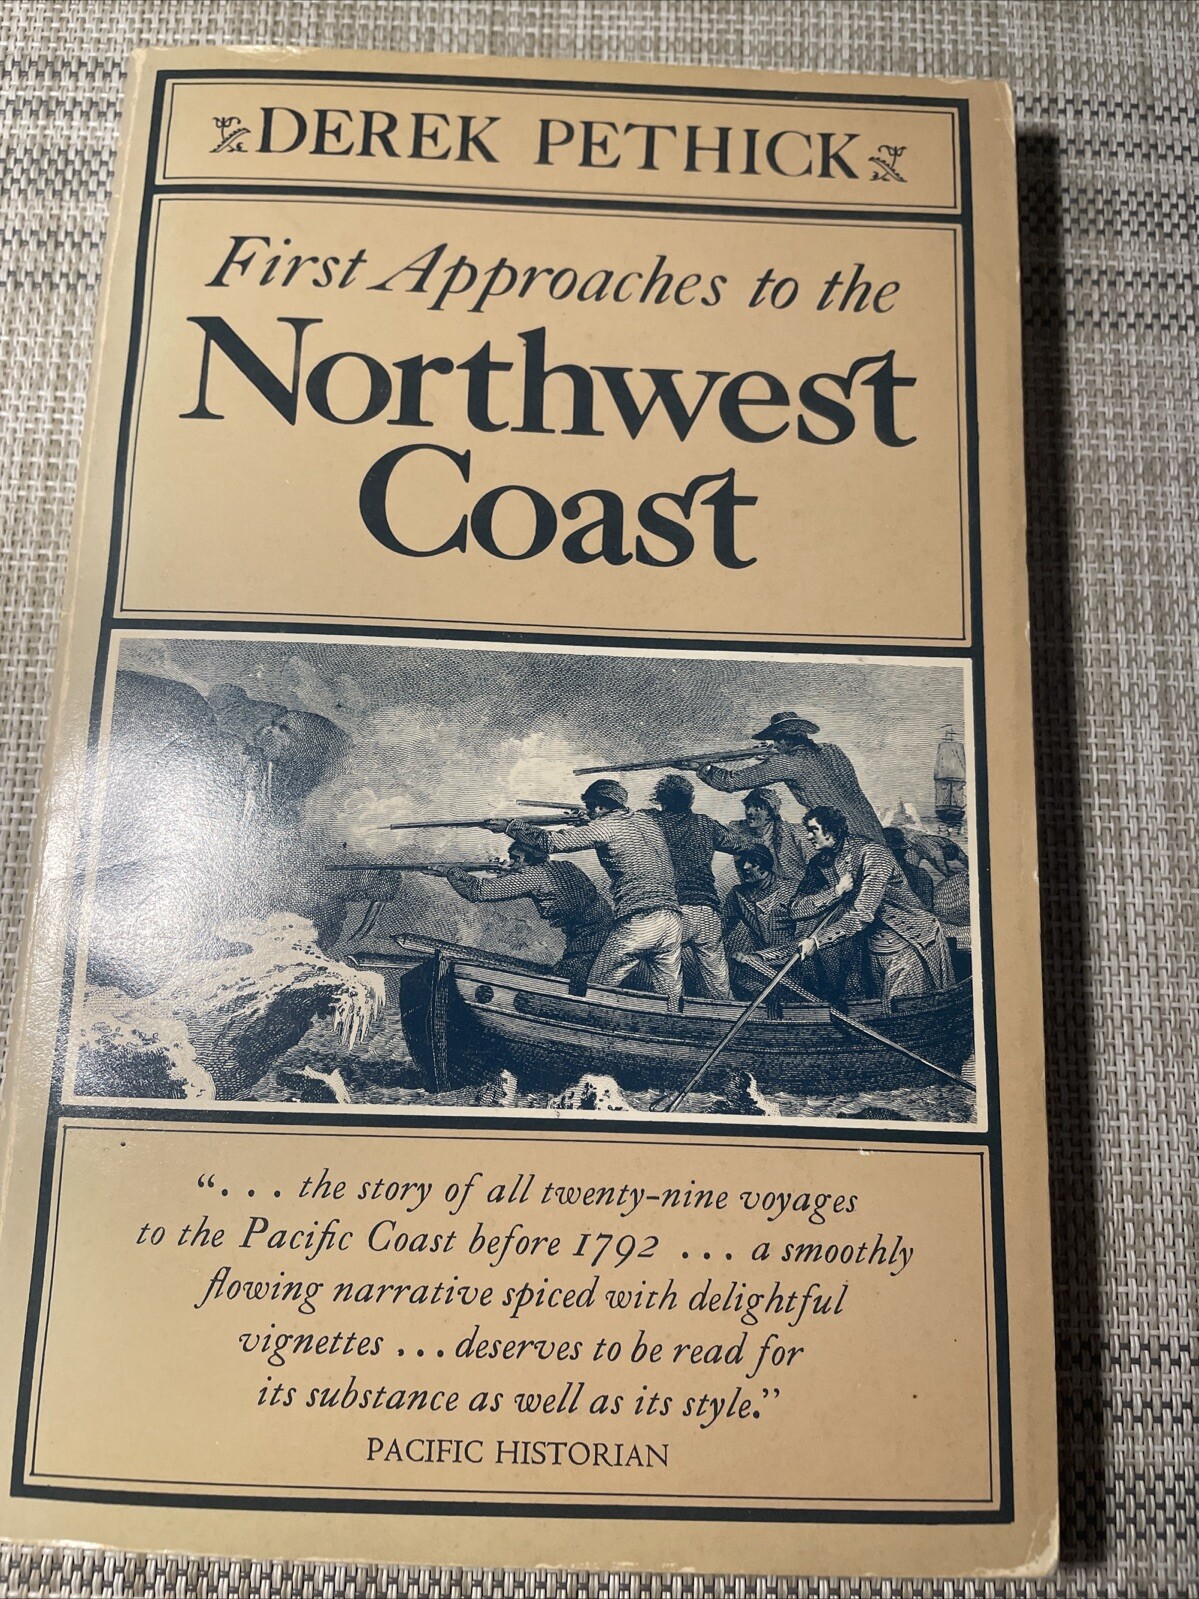 DEREK PETHICK
First Approaches to the
Northwest
Coast
“. . . the story of all twenty-nine voyages
to the Pacific Coast before 1792 . . . a smoothly
flowing narrative spiced with delightful
vignettes . . . deserves to be read for
its substance as well as its style.”
PACIFIC HISTORIAN